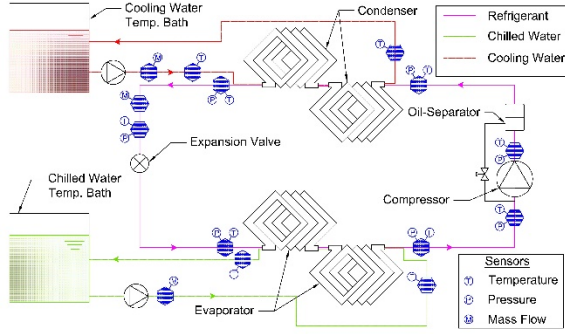 Cooling Water
Temp. Bath
Condenser
Refrigerant
Chilled Water
Cooling Water
M
T
T
P
T
P
T
M
Oil-Separator
T
P
P
Expansion Valve
T
P
Chilled Water
Temp. Bath
Compressor
T
P
P
T
P
M
Evaporator
Sensors
T Temperature
P Pressure
M Mass Flow